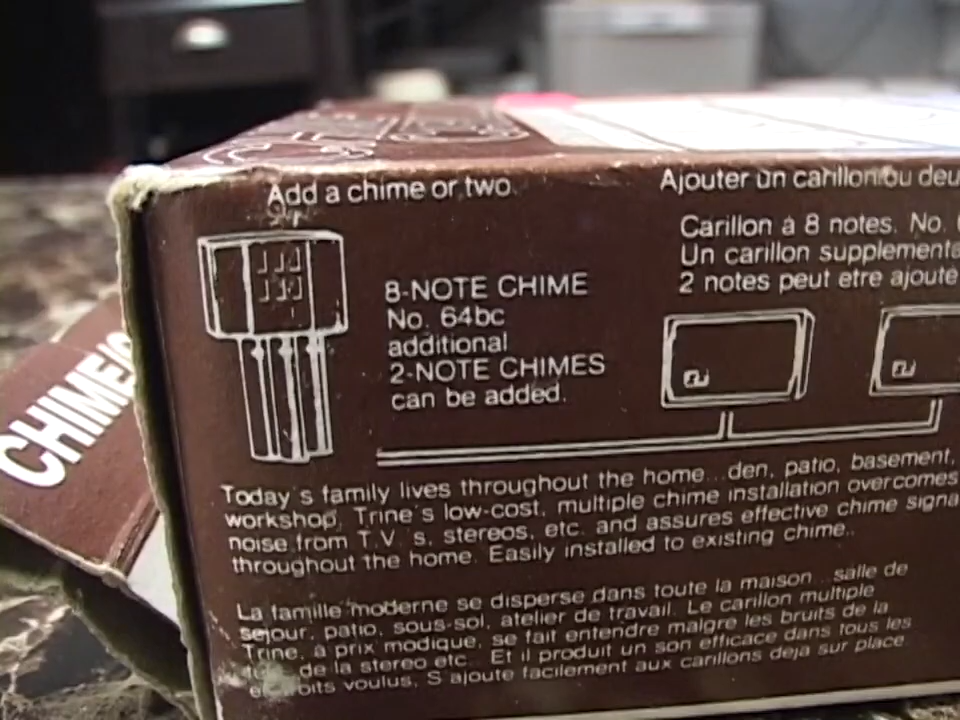 Add a chime or two.
Ajouter un carillon ou deu
8-NOTE CHIME
No. 64bc
additional
2-NOTE CHIMES
can be added.
Carillon a 8 notes. No.
Un carillon supplementa
2 notes peut etre ajoute
CHIME
Today's family lives throughout the home...den, patio, basement,
workshop. Trine's low-cost, multiple chime installation overcomes
noise from T.V.'s, stereos, etc. and assures effective chime signa
throughout the home. Easily installed to existing chime.
La famille moderne se disperse dans toute la maison...salle de
sejour, patio, sous-sol, atelier de travail. Le carillon multiple
Trine, a prix modique, se fait entendre malgre les bruits de la
de la stereo etc. Et il produit un son efficace dans tous les
voulus. S ajoute facilement aux carillons deja sur place.